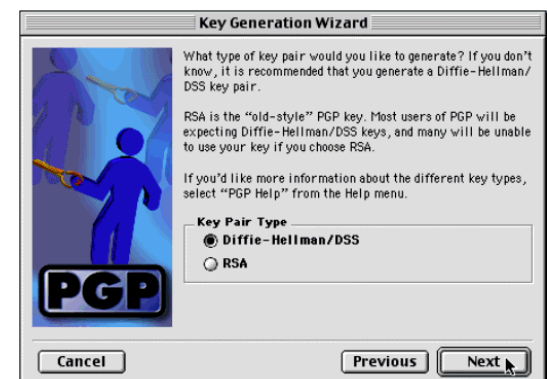 Key Generation Wizard
What type of key pair would you like to generate? If you don't
know, it is recommended that you generate a Diffie-Hellman/
DSS key pair.
RSA is the "old-style" PGP key. Most users of PGP will be
expecting Diffie-Hellman/DSS keys, and many will be unable
to use your key if you choose RSA.
If you'd like more information about the different key types,
select "PGP Help" from the Help menu.
Key Pair Type
Diffie-Hellman/DSS
RSA
PGP
Cancel
Previous
Next